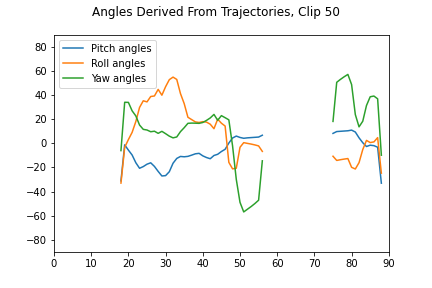 Angles Derived From Trajectories, Clip 50
Pitch angles
Roll angles
Yaw angles
80
60
40
20
0
−20
−40
−60
−80
0 10 20 30 40 50 60 70 80 90